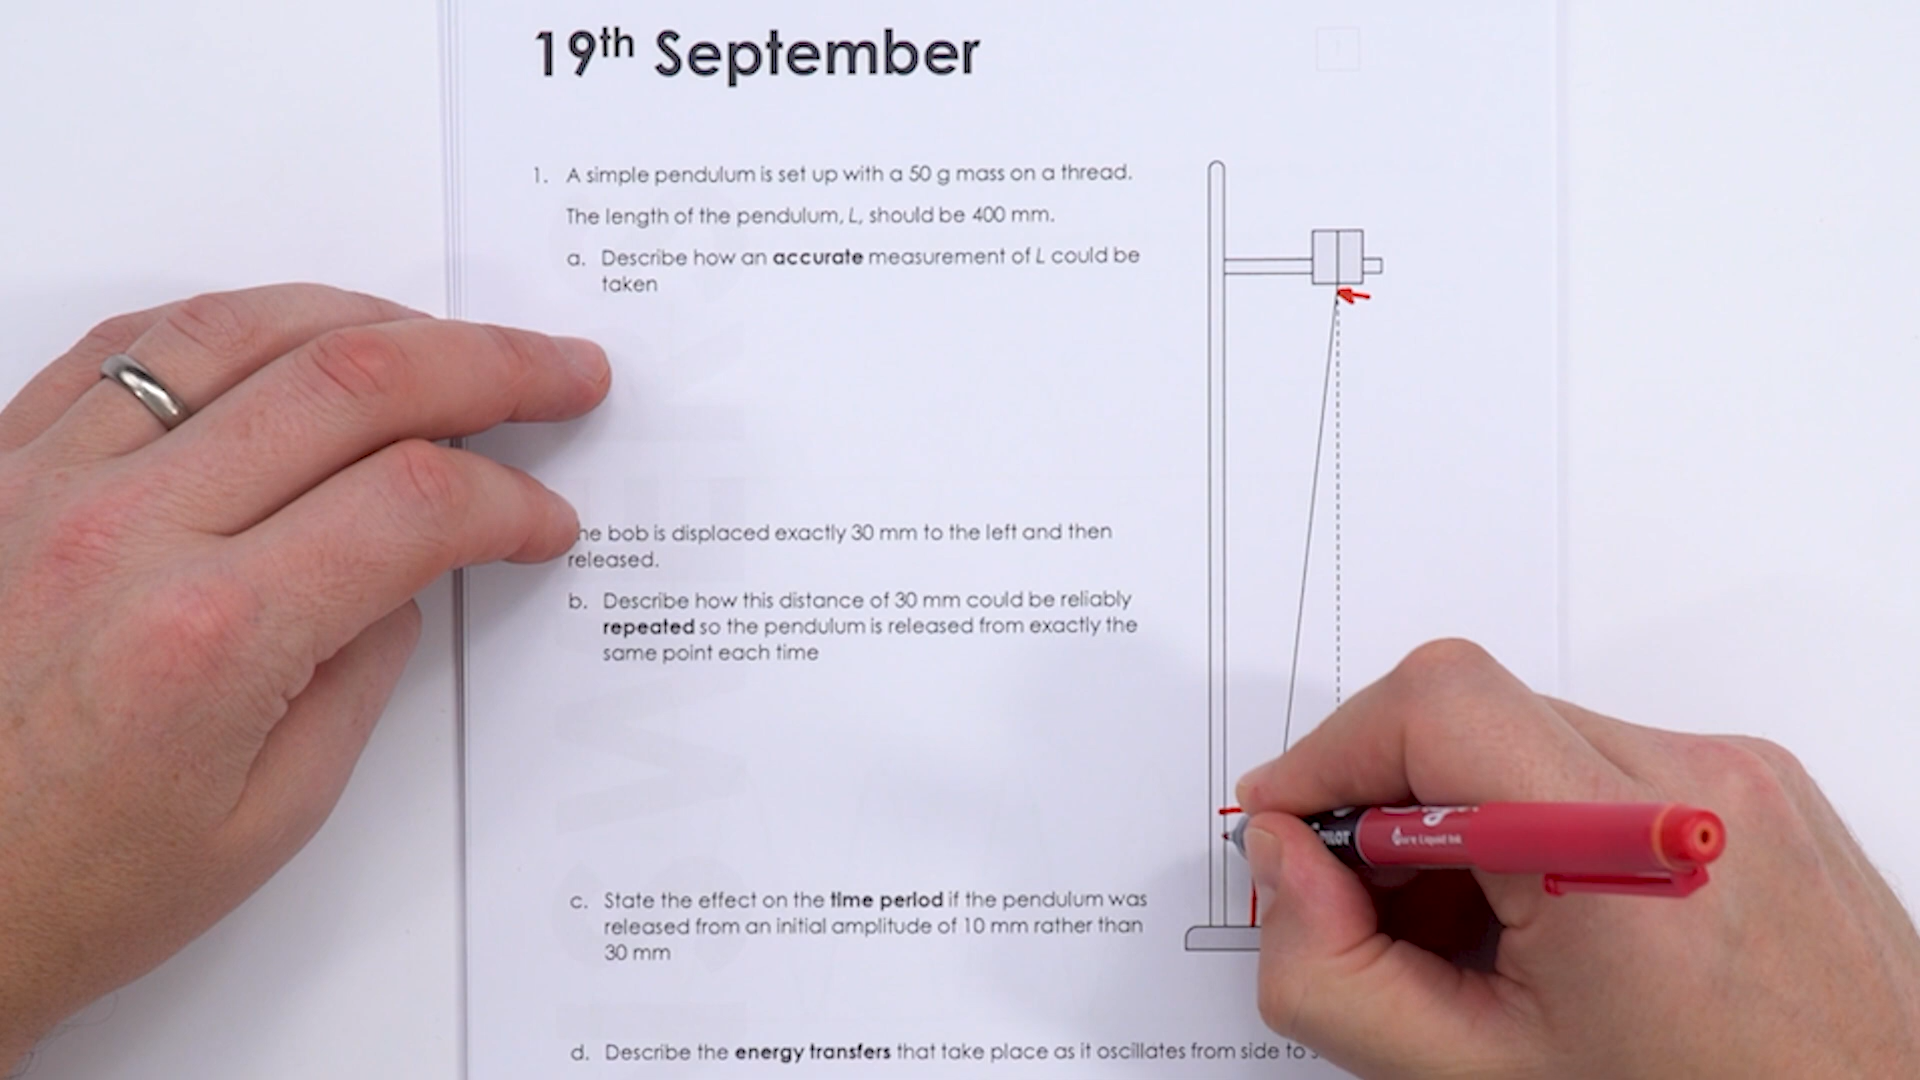 19th September
1. A simple pendulum is set up with a 50 g mass on a thread.
The length of the pendulum, L, should be 400 mm.
a. Describe how an accurate measurement of L could be
taken
he bob is displaced exactly 30 mm to the left and then
released.
b. Describe how this distance of 30 mm could be reliably
repeated so the pendulum is released from exactly the
same point each time
PILOT
Pure Liquid Ink
c. State the effect on the time period if the pendulum was
released from an initial amplitude of 10 mm rather than
30 mm
d. Describe the energy transfers that take place as it oscillates from side to